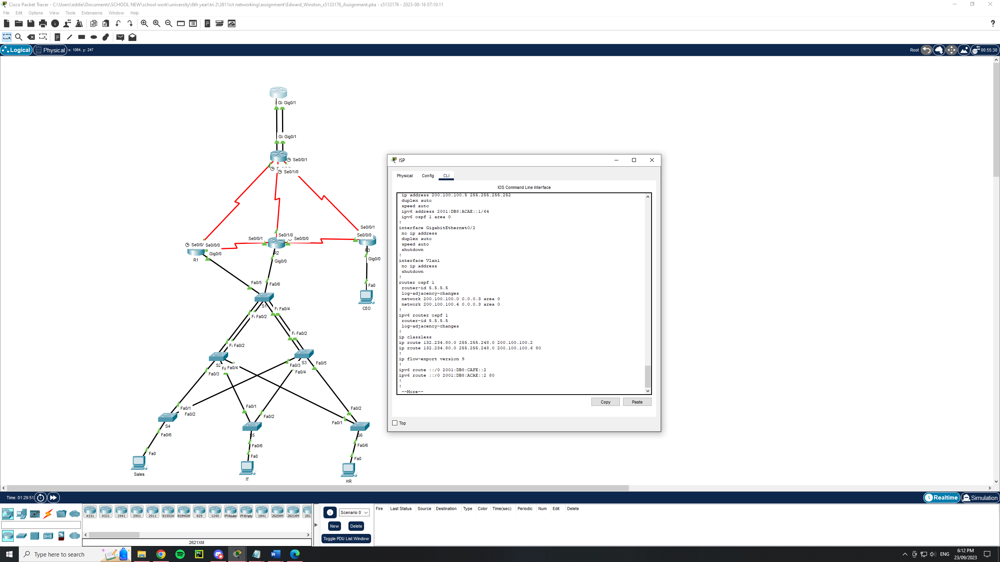 Cisco Packet Tracer - C:\Users\eddie\Documents\SCHOOL NEW\school work\university\6th year\tri 2\3811ict networking\assignment\Edward_Winston_s5133176_Assignment.pka - s5133176 - 2023-08-16 07:10:11
File Edit Options View Tools Extensions Window Help
Logical Physical x: 1064, y: 247 Root 00:55:30
Gi Gig0/1
Gi Gig0/1
Se0/0/1
Se0/1/0
Se0/0/1
Se0/0/0
Se0/1/0
Se0/0/1 Se0/0/0
Se0/0/ Se0/0/0
Gig0/0
R1
R2
Gig0/0
R3
Gig0/0
Fa0/5
Fa0/6
Fa0
S1
CEO
Fa0/4
Fa0/2
Fa0/2
Fa0/2
S2
Fa0/4
Fa0/3
S3
Fa0/3
Fa0/4
Fa0/5
Fa0/1
Fa0/2
S4
Fa0/6
Fa0
Sales
Fa0/1
Fa0/2
S5
Fa0/6
Fa0
IT
Fa0/2
Fa0/1
S6
Fa0/6
Fa0
HR
ISP
Physical Config CLI
IOS Command Line Interface
ip address 200.100.100.5 255.255.255.252
duplex auto
speed auto
ipv6 address 2001:DB8:ACAE::1/64
ipv6 ospf 1 area 0
!
interface GigabitEthernet0/2
no ip address
duplex auto
speed auto
shutdown
!
interface Vlan1
no ip address
shutdown
!
router ospf 1
router-id 5.5.5.5
log-adjacency-changes
network 200.100.100.0 0.0.0.3 area 0
network 200.100.100.4 0.0.0.3 area 0
!
ipv6 router ospf 1
router-id 5.5.5.5
log-adjacency-changes
!
ip classless
ip route 132.234.80.0 255.255.248.0 200.100.100.2
ip route 132.234.80.0 255.255.248.0 200.100.100.6 80
!
ip flow-export version 9
!
ipv6 route ::/0 2001:DB8:CAFE::2
ipv6 route ::/0 2001:DB8:ACAE::2 80
!
!
--More--
Copy Paste
Top
Time: 01:29:51
Realtime Simulation
4331 4321 1941 2901 2911 819IOX 819HGW 829 1240 PT-Router PT-Empty 1841 2620XM 2621XM 281
2621XM
Scenario 0
New Delete
Toggle PDU List Window
Fire Last Status Source Destination Type Color Time(sec) Periodic Num Edit Delete
Type here to search
ENG
6:12 PM
23/09/2023